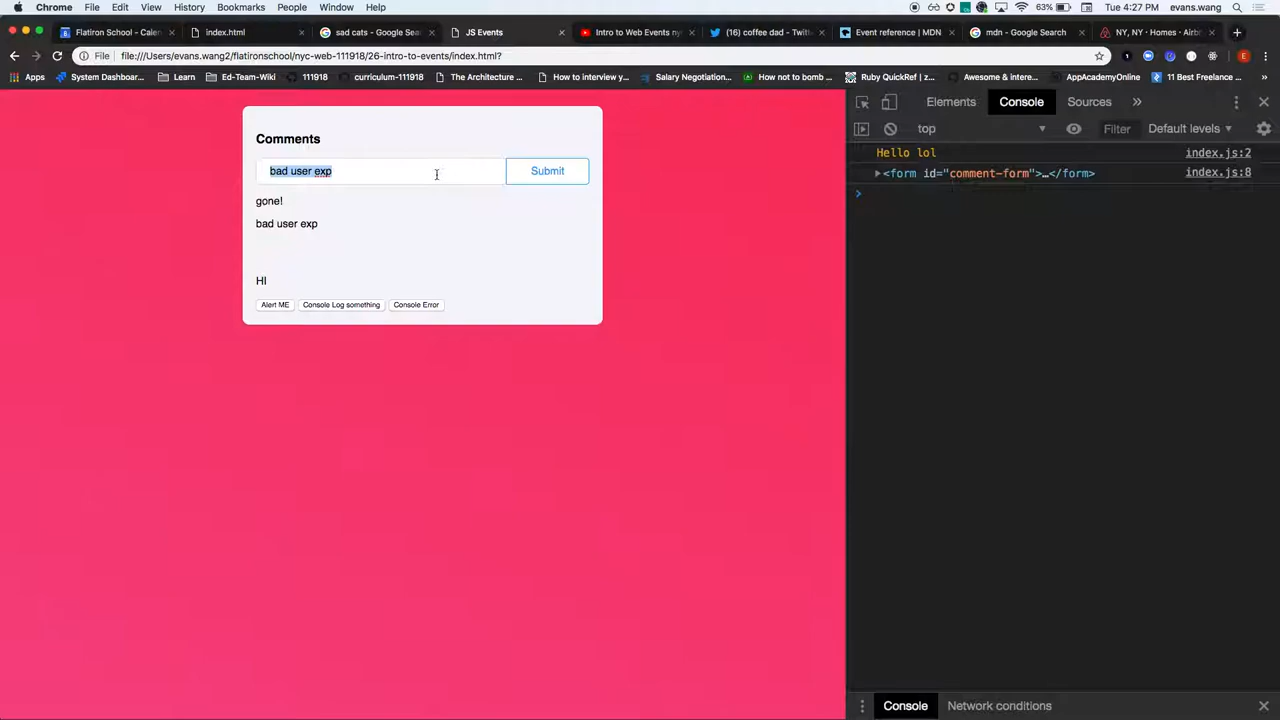 Chrome File Edit View History Bookmarks People Window Help 63% Tue 4:27 PM evans.wang
Flatiron School - Calen index.html sad cats - Google Searc JS Events Intro to Web Events nyc (16) coffee dad - Twitte Event reference | MDN mdn - Google Search NY, NY - Homes - Airb
File file:///Users/evans.wang2/flatironschool/nyc-web-111918/26-intro-to-events/index.html?
Apps System Dashboar... Learn Ed-Team-Wiki 111918 curriculum-111918 The Architecture ... How to interview y... Salary Negotiation... How not to bomb ... Ruby QuickRef | z... Awesome & intere... AppAcademyOnline 11 Best Freelance ...
Elements Console Sources »
top Filter Default levels
Hello lol index.js:2
<form id="comment-form">…</form> index.js:8
Comments
bad user exp Submit
gone!
bad user exp
HI
Alert ME Console Log something Console Error
Console Network conditions